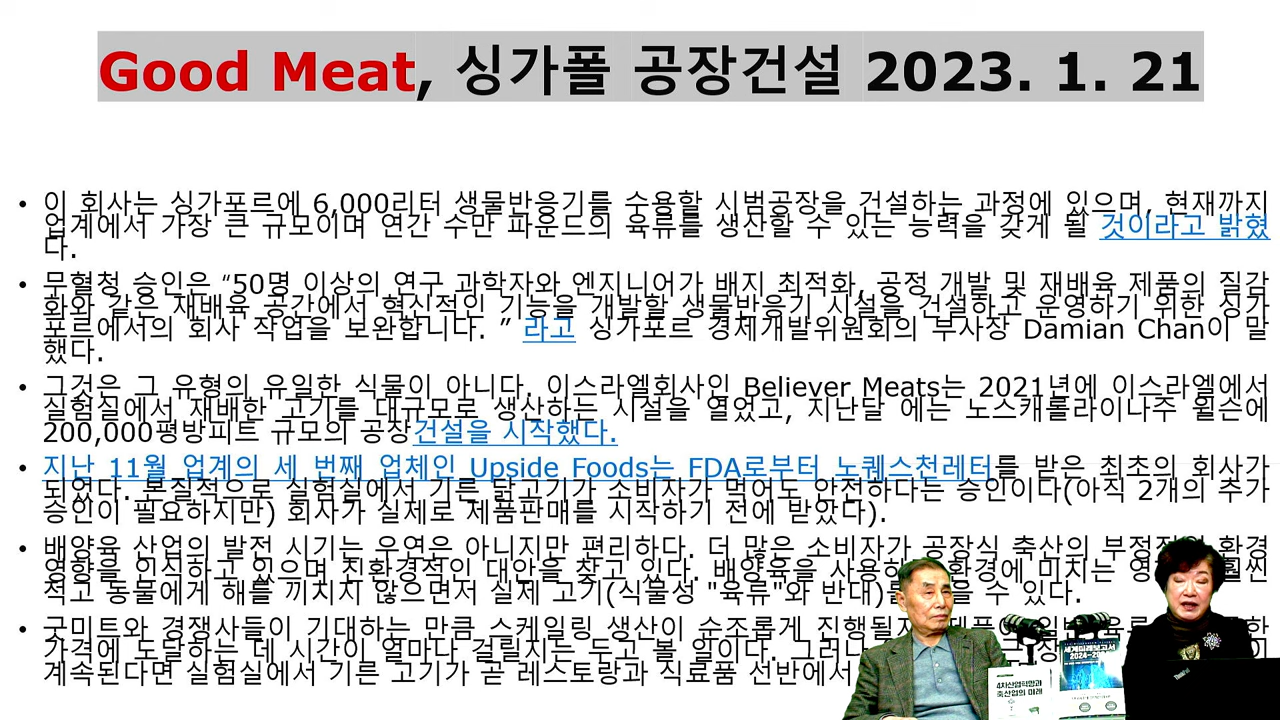 Good Meat, 싱가폴 공장건설 2023. 1. 21
• 이 회사는 싱가포르에 6,000리터 생물반응기를 수용할 시범공장을 건설하는 과정에 있으며, 현재까지
업계에서 가장 큰 규모이며 연간 수만 파운드의 육류를 생산할 수 있는 능력을 갖게 될 것이라고 밝혔
다.
• 무혈청 승인은 "50명 이상의 연구 과학자와 엔지니어가 배지 최적화, 공정 개발 및 재배육 제품의 질감
화와 같은 재배육 공간에서 혁신적인 기능을 개발할 생물반응기 시설을 건설하고 운영하기 위한 싱가
포르에서의 회사 작업을 보완합니다. " 라고 싱가포르 경제개발위원회의 부사장 Damian Chan이 말
했다.
• 그것은 그 유형의 유일한 식물이 아니다. 이스라엘회사인 Believer Meats는 2021년에 이스라엘에서
실험실에서 재배한 고기를 대규모로 생산하는 시설을 열었고, 지난달 에는 노스캐롤라이나주 윌슨에
200,000평방피트 규모의 공장건설을 시작했다.
• 지난 11월 업계의 세 번째 업체인 Upside Foods는 FDA로부터 노퀘스천레터를 받은 최초의 회사가
되었다. 본질적으로 실험실에서 기른 닭고기가 소비자가 먹어도 안전하다는 승인이다(아직 2개의 추가
승인이 필요하지만) 회사가 실제로 제품판매를 시작하기 전에 받았다).
• 배양육 산업의 발전 시기는 우연은 아니지만 편리하다. 더 많은 소비자가 공장식 축산의 부정적 환경
영향을 인식하고 있으며 친환경적인 대안을 찾고 있다. 배양육을 환경에 미치는 훨씬
적고 동물에게 해를 끼치지 않으면서 실제 고기(식물성 "육류"와 반대)를 수 있다.
• 굿미트와 경쟁사들이 기대하는 만큼 스케일링 생산이 순조롭게
가격에 도달하는 데 시간이 얼마나 걸릴지는 두고 볼 일이다.
계속된다면 실험실에서 기른 고기가 곧 레스토랑과 식료품 선반에서
4차산업혁명과
축산업의 미래
세계미래보고서